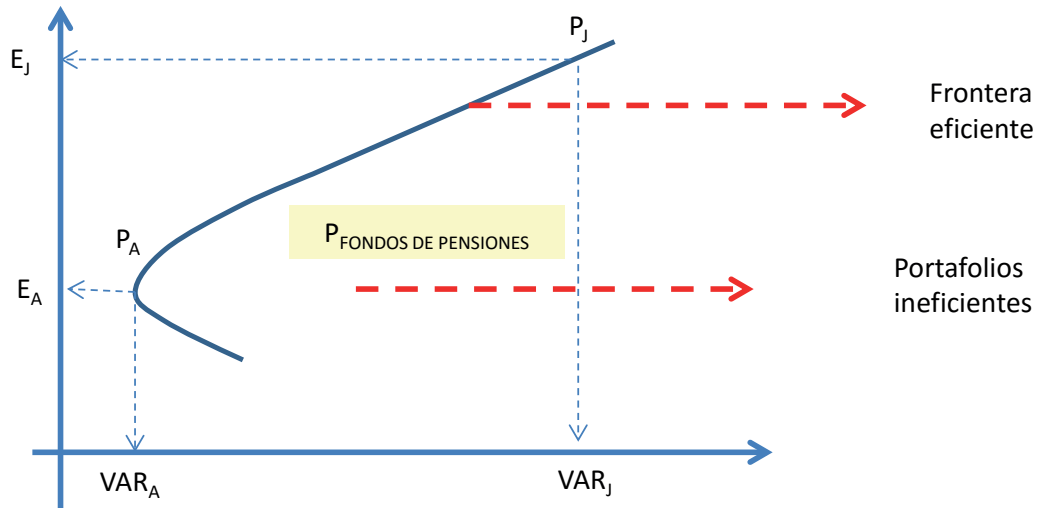 P_J
E_J
Frontera
eficiente
P_A
P_FONDOS DE PENSIONES
E_A
Portafolios
ineficientes
VAR_A
VAR_J